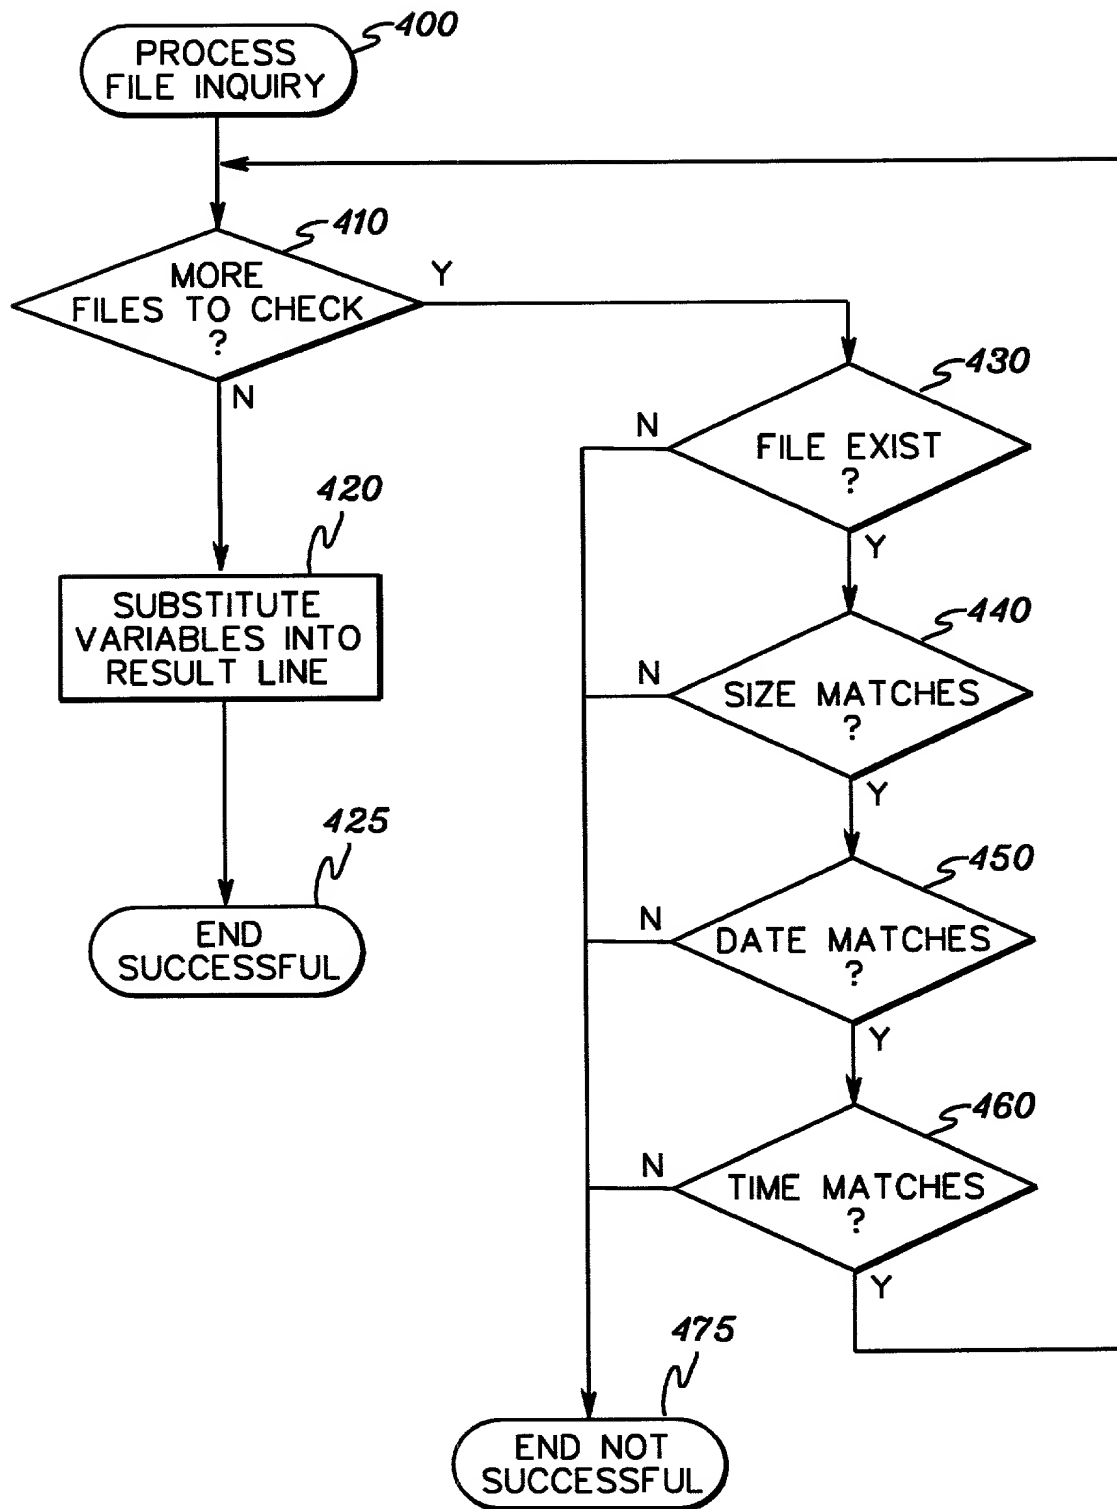 400
PROCESS
FILE INQUIRY
410
MORE
FILES TO CHECK
?
Y
N
430
FILE EXIST
?
N
Y
420
SUBSTITUTE
VARIABLES INTO
RESULT LINE
440
SIZE MATCHES
?
N
Y
425
END
SUCCESSFUL
450
DATE MATCHES
?
N
Y
460
TIME MATCHES
?
N
Y
475
END NOT
SUCCESSFUL